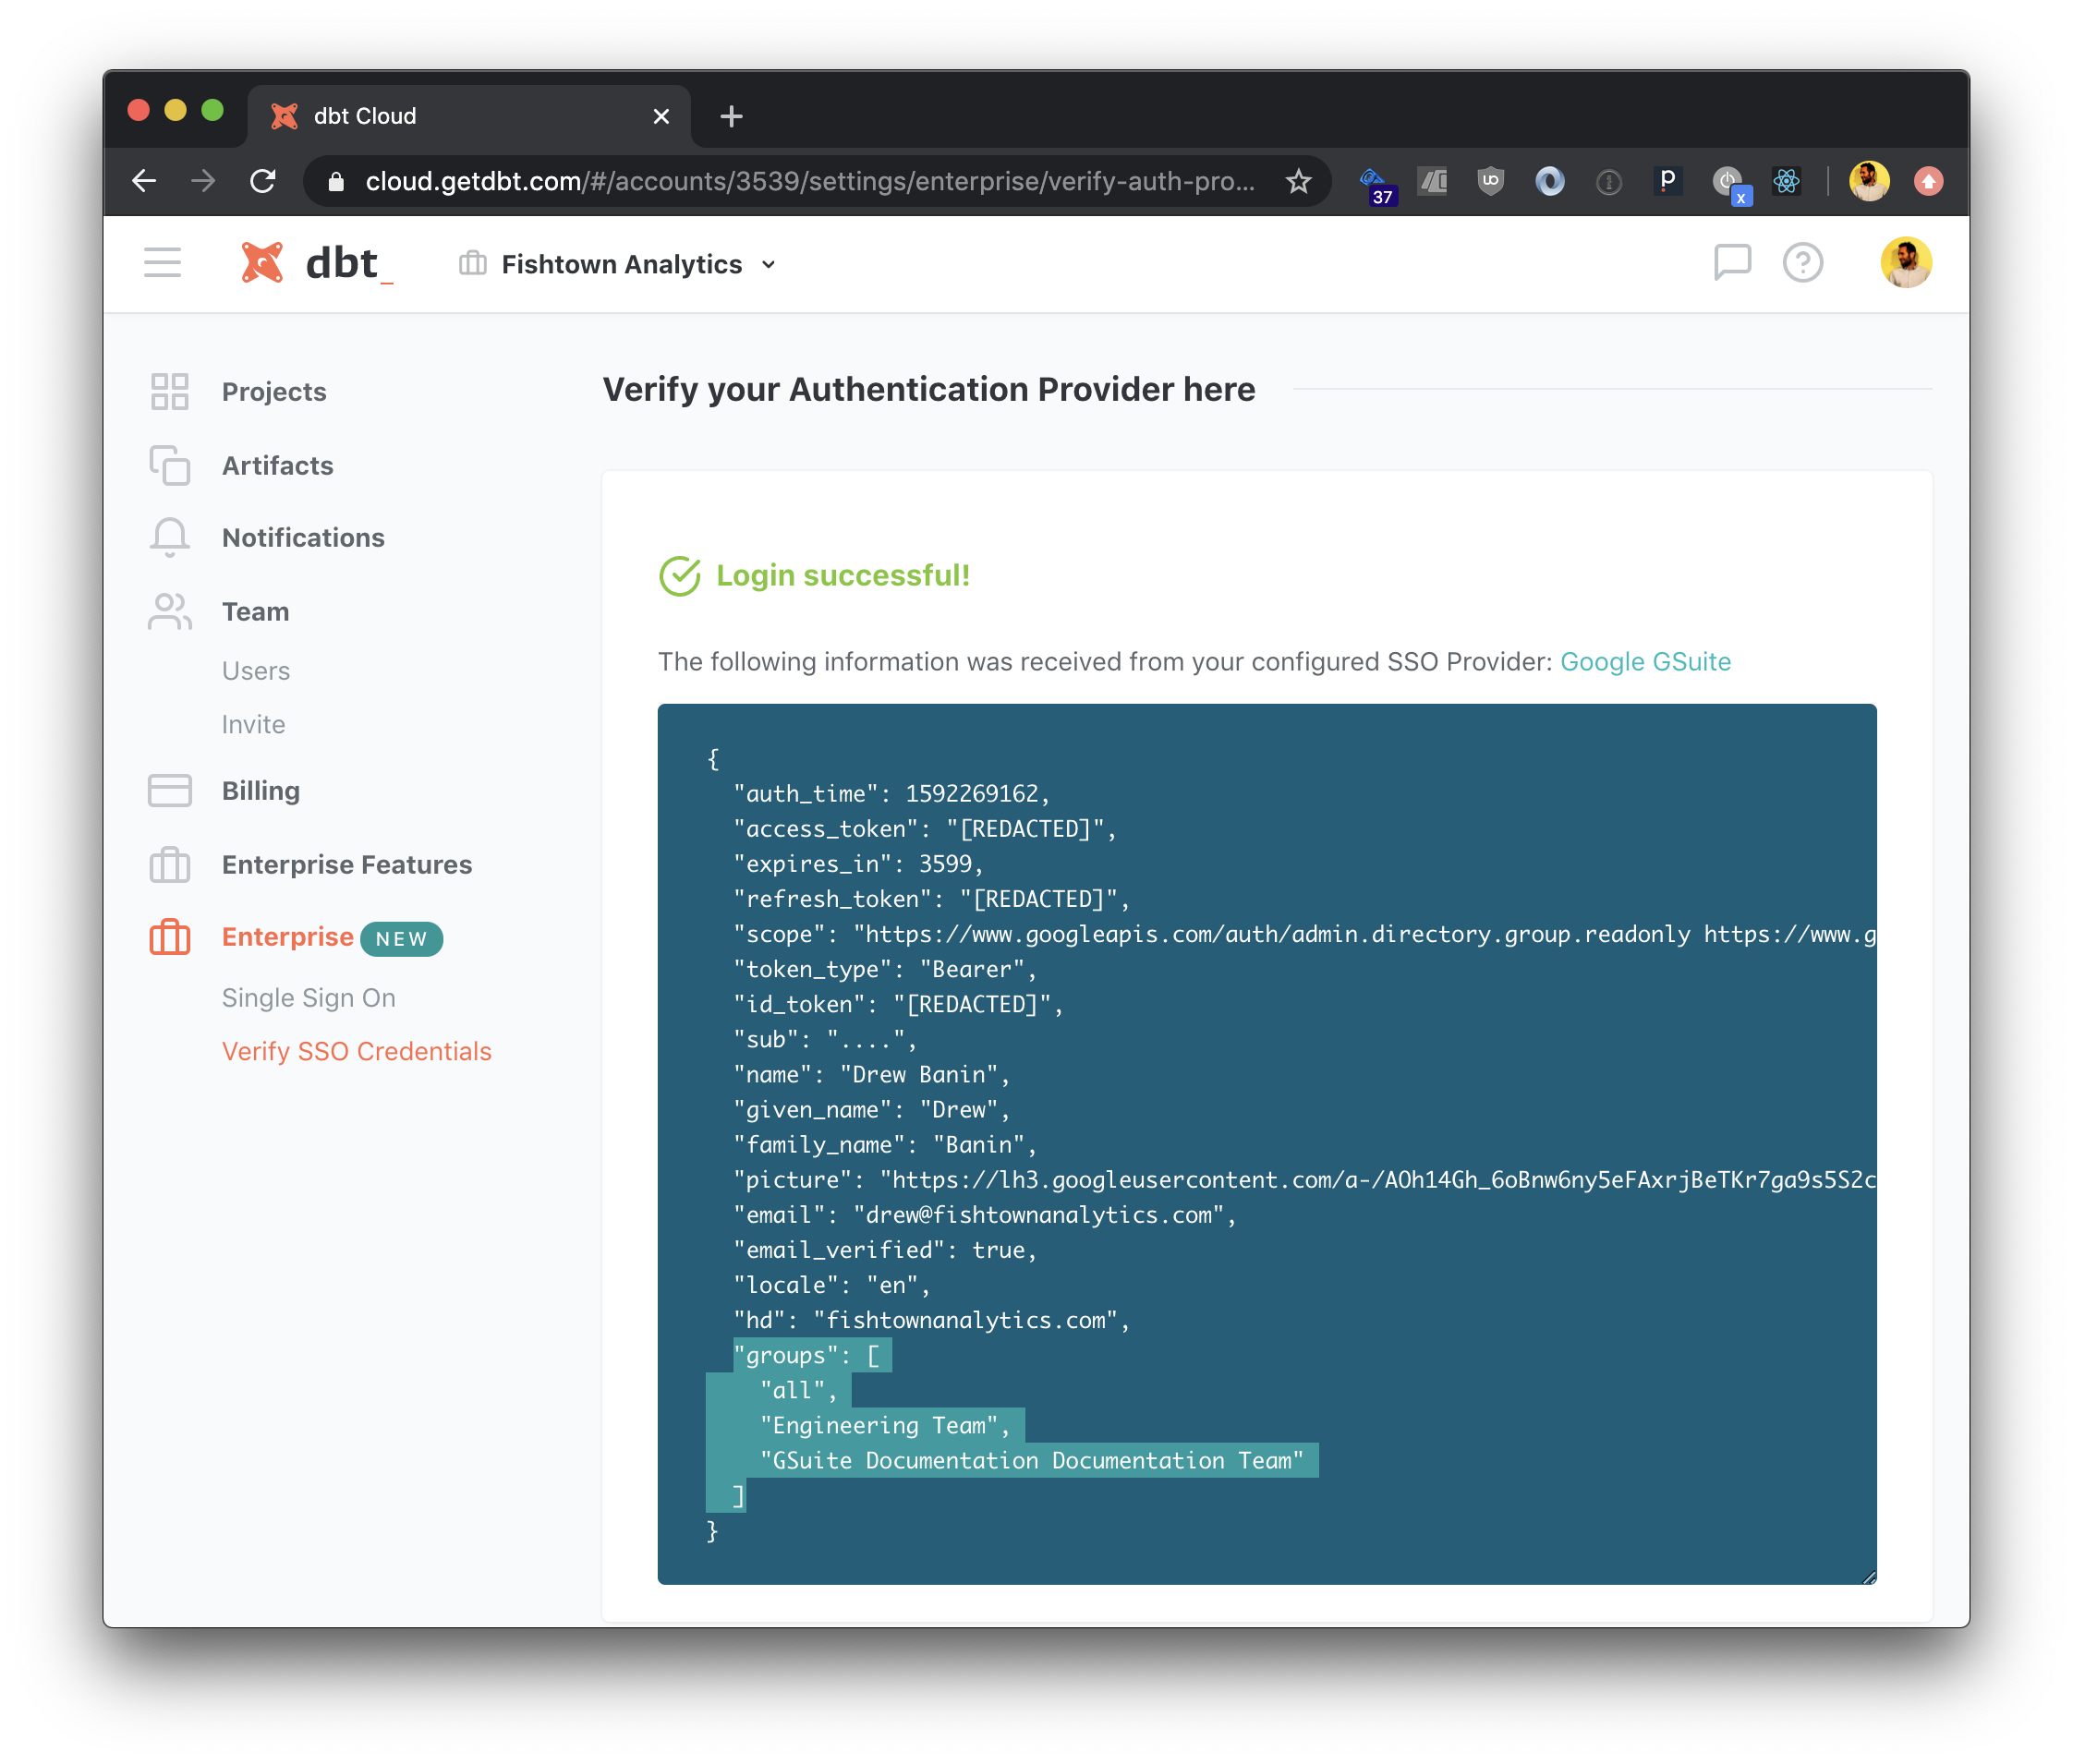 dbt Cloud
cloud.getdbt.com/#/accounts/3539/settings/enterprise/verify-auth-pro...
37
x
dbt_
Fishtown Analytics
Projects
Artifacts
Notifications
Team
Users
Invite
Billing
Enterprise Features
Enterprise NEW
Single Sign On
Verify SSO Credentials
Verify your Authentication Provider here
Login successful!
The following information was received from your configured SSO Provider: Google GSuite
{
"auth_time": 1592269162,
"access_token": "[REDACTED]",
"expires_in": 3599,
"refresh_token": "[REDACTED]",
"scope": "https://www.googleapis.com/auth/admin.directory.group.readonly https://www.g
"token_type": "Bearer",
"id_token": "[REDACTED]",
"sub": "....",
"name": "Drew Banin",
"given_name": "Drew",
"family_name": "Banin",
"picture": "https://lh3.googleusercontent.com/a-/AOh14Gh_6oBnw6ny5eFAxrjBeTKr7ga9s5S2c
"email": "drew@fishtownanalytics.com",
"email_verified": true,
"locale": "en",
"hd": "fishtownanalytics.com",
"groups": [
"all",
"Engineering Team",
"GSuite Documentation Documentation Team"
]
}